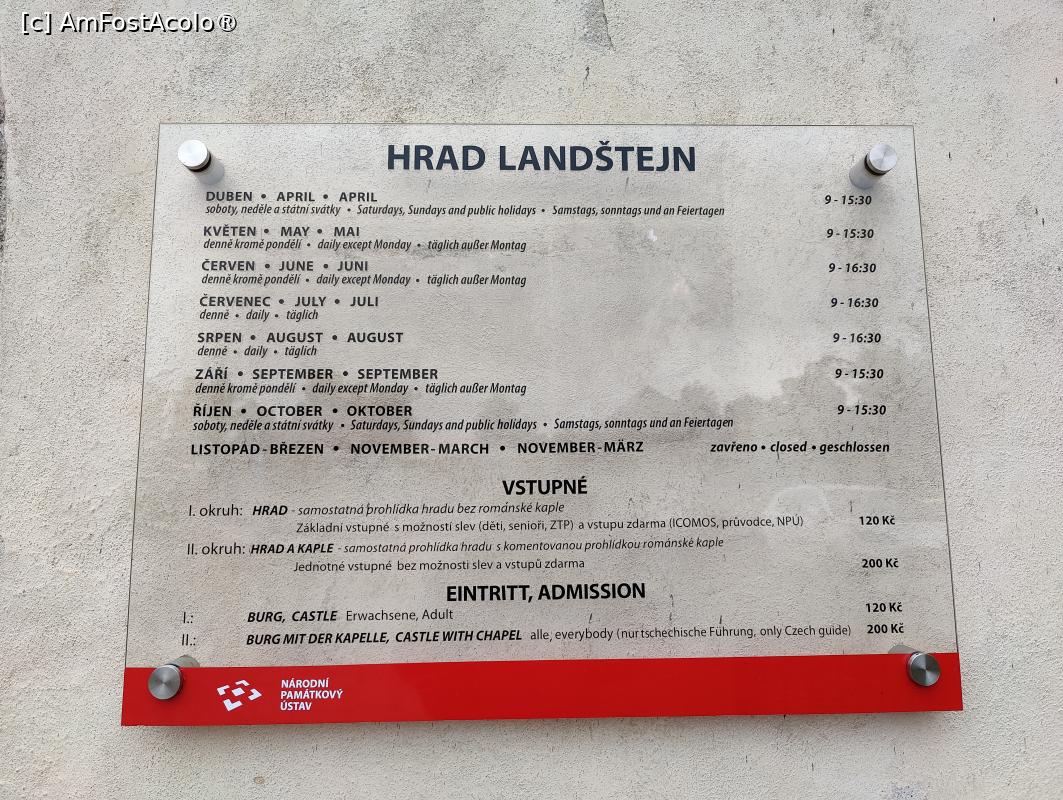 [c] AmFostAcolo®
HRAD LANDŠTEJN
DUBEN • APRIL • APRIL 9 - 15:30
soboty, neděle a státní svátky • Saturdays, Sundays and public holidays • Samstags, sonntags und an Feiertagen
KVĚTEN • MAY • MAI 9 - 15:30
denně kromě pondělí • daily except Monday • täglich außer Montag
ČERVEN • JUNE • JUNI 9 - 16:30
denně kromě pondělí • daily except Monday • täglich außer Montag
ČERVENEC • JULY • JULI 9 - 16:30
denně • daily • täglich
SRPEN • AUGUST • AUGUST 9 - 16:30
denně • daily • täglich
ZÁŘÍ • SEPTEMBER • SEPTEMBER 9 - 15:30
denně kromě pondělí • daily except Monday • täglich außer Montag
ŘÍJEN • OCTOBER • OKTOBER 9 - 15:30
soboty, neděle a státní svátky • Saturdays, Sundays and public holidays • Samstags, sonntags und an Feiertagen
LISTOPAD - BŘEZEN • NOVEMBER - MARCH • NOVEMBER - MÄRZ zavřeno • closed • geschlossen
VSTUPNÉ
I. okruh: HRAD - samostatná prohlídka hradu bez románské kaple
Základní vstupné s možností slev (děti, senioři, ZTP) a vstupu zdarma (ICOMOS, průvodce, NPÚ) 120 Kč
II. okruh: HRAD A KAPLE - samostatná prohlídka hradu s komentovanou prohlídkou románské kaple
Jednotné vstupné bez možnosti slev a vstupů zdarma 200 Kč
EINTRITT, ADMISSION
I.: BURG, CASTLE Erwachsene, Adult 120 Kč
II.: BURG MIT DER KAPELLE, CASTLE WITH CHAPEL alle, everybody (nur tschechische Führung, only Czech guide) 200 Kč
NÁRODNÍ
PAMÁTKOVÝ
ÚSTAV